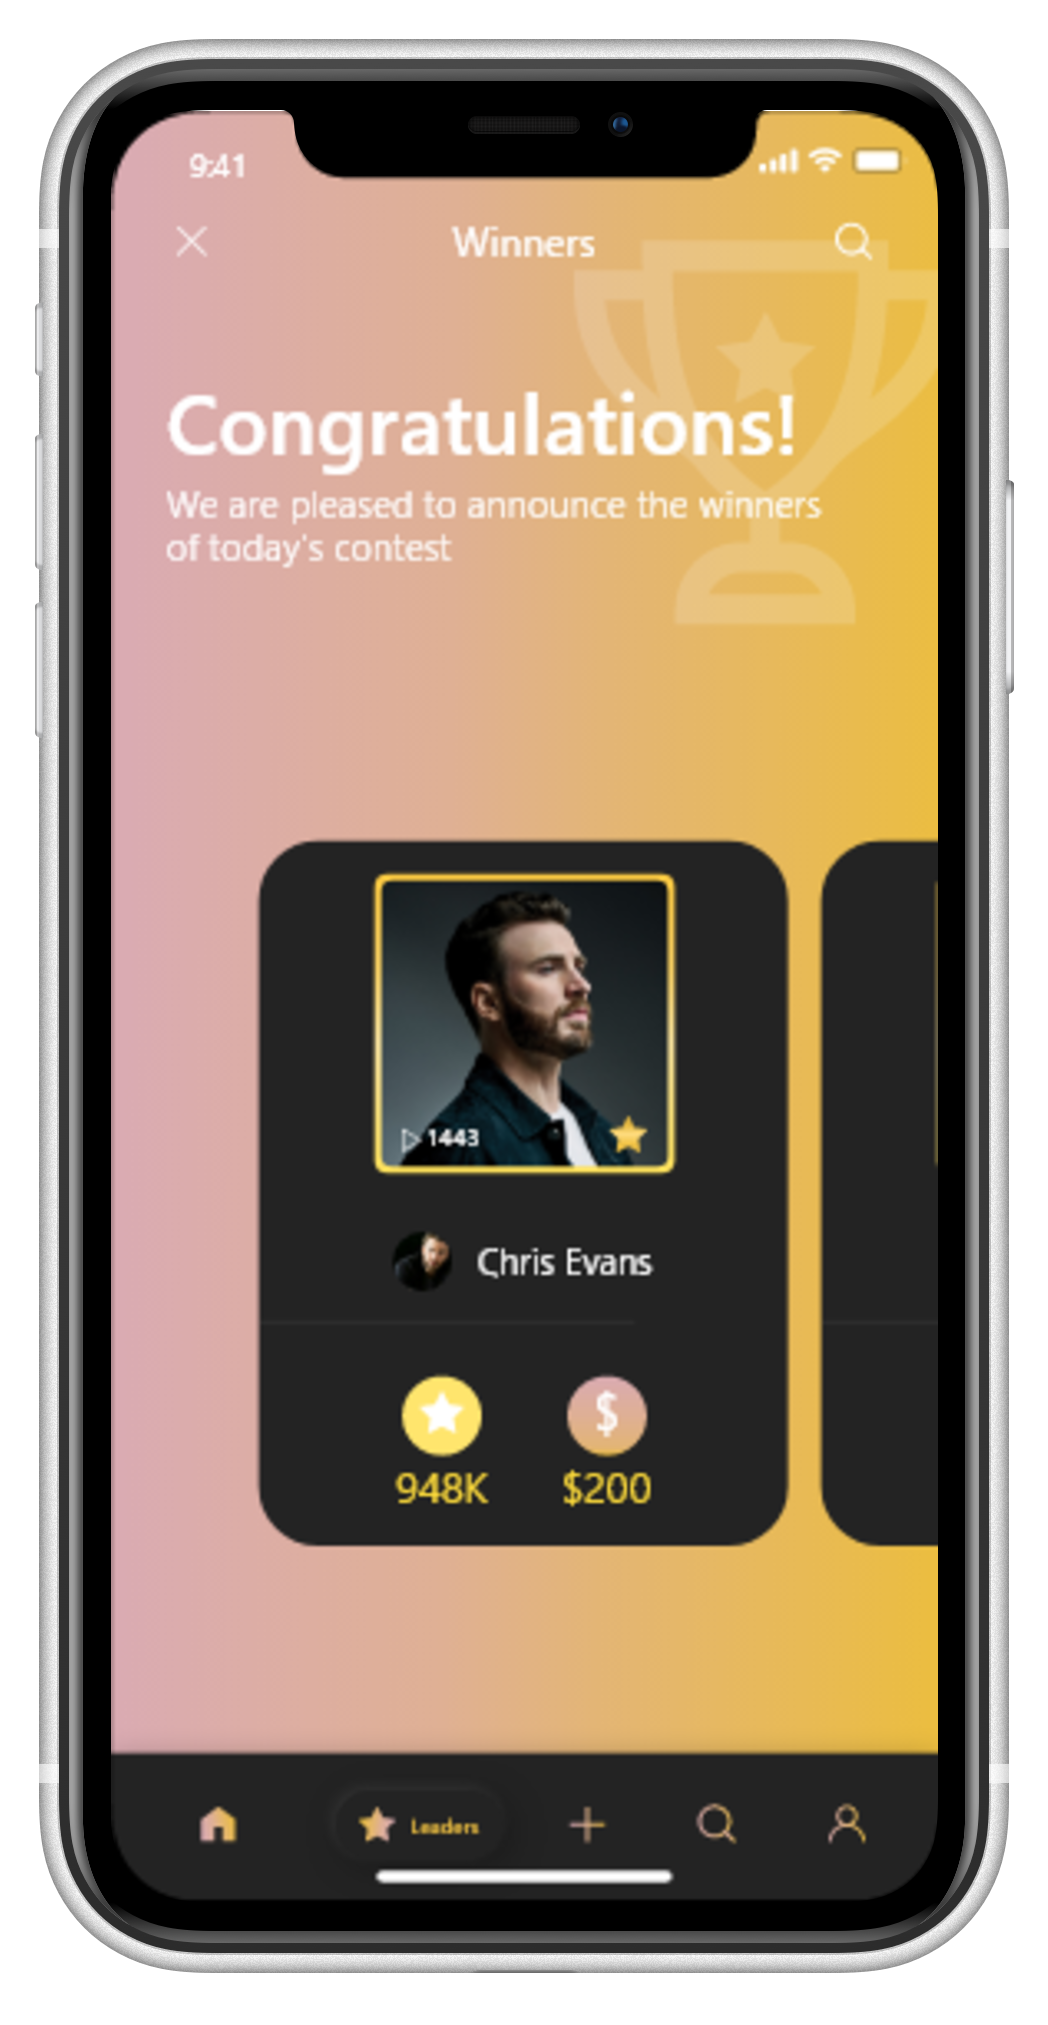 9:41
Winners
Congratulations!
We are pleased to announce the winners
of today's contest
1443
Chris Evans
$
948K
$200
Leaders